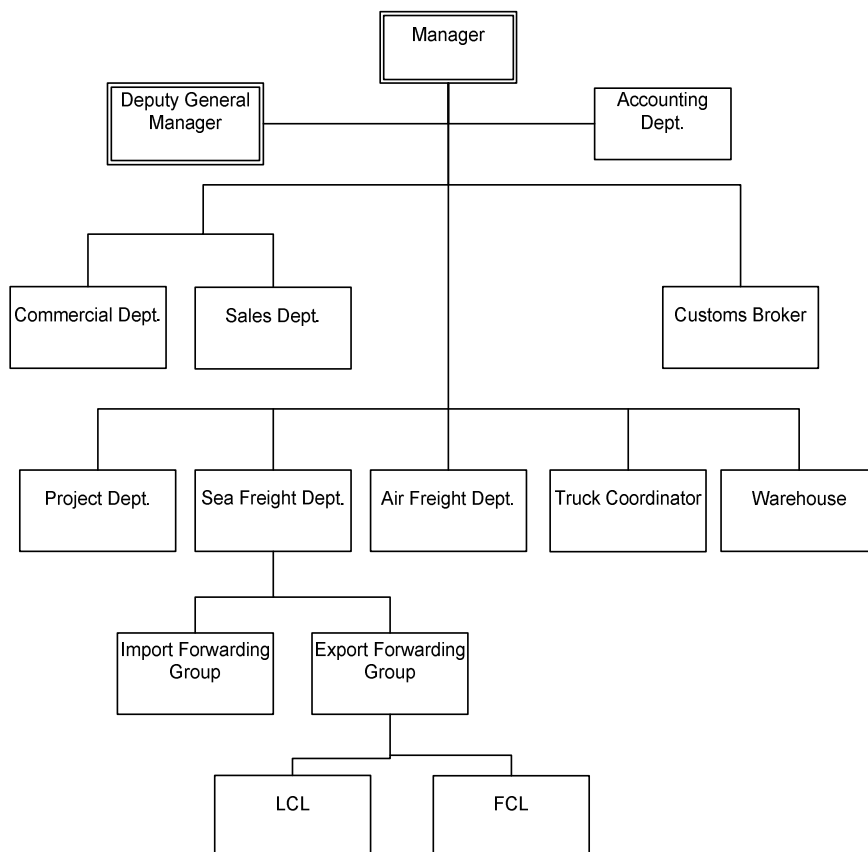 Manager
Deputy General
Manager
Accounting
Dept.
Commercial Dept.
Sales Dept.
Customs Broker
Project Dept.
Sea Freight Dept.
Air Freight Dept.
Truck Coordinator
Warehouse
Import Forwarding
Group
Export Forwarding
Group
LCL
FCL